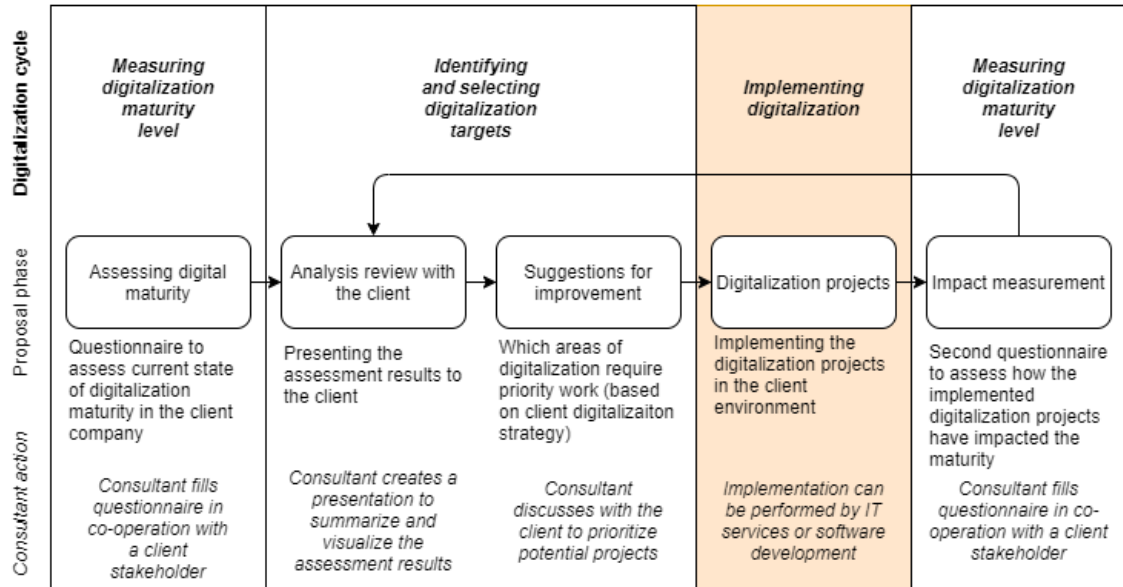 Digitalization cycle
Measuring
digitalization
maturity
level
Identifying
and selecting
digitalization
targets
Implementing
digitalization
Measuring
digitalization
maturity
level
Proposal phase
Assessing digital
maturity
Analysis review with
the client
Suggestions for
improvement
Digitalization projects
Impact measurement
Questionnaire to
assess current state
of digitalization
maturity in the client
company
Presenting the
assessment results to
the client
Which areas of
digitalization require
priority work (based
on client digitalizaiton
strategy)
Implementing the
digitalization projects
in the client
environment
Second questionnaire
to assess how the
implemented
digitalization projects
have impacted the
maturity
Consultant action
Consultant fills
questionnaire in
co-operation with
a client
stakeholder
Consultant creates a
presentation to
summarize and
visualize the
assessment results
Consultant
discusses with the
client to prioritize
potential projects
Implementation can
be performed by IT
services or software
development
Consultant fills
questionnaire in co-
operation with a client
stakeholder